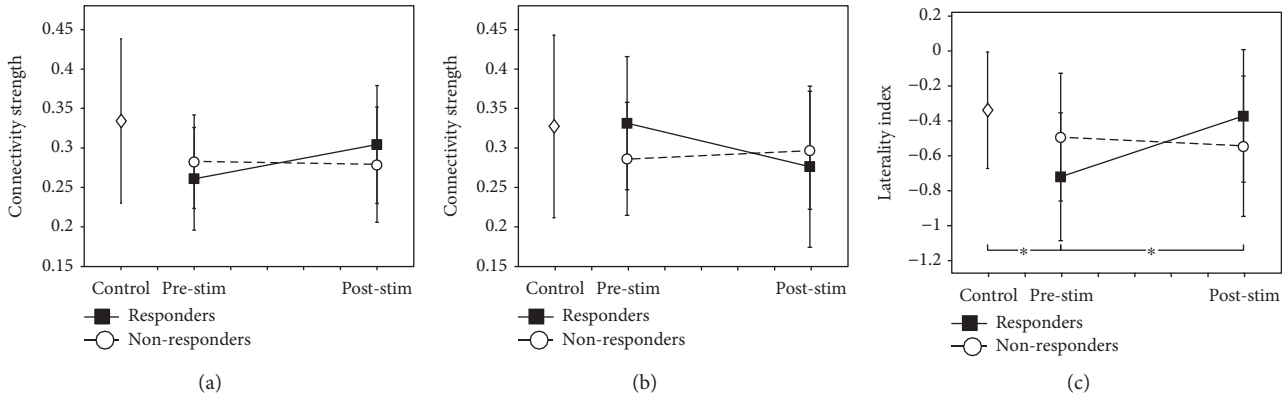 Connectivity strength
0.45
0.4
0.35
0.3
0.25
0.2
0.15
Control Pre-stim Post-stim
Responders
Non-responders
(a)
Connectivity strength
0.45
0.4
0.35
0.3
0.25
0.2
0.15
Control Pre-stim Post-stim
Responders
Non-responders
(b)
Laterality index
0.2
0
−0.2
−0.4
−0.6
−0.8
−1
−1.2
* *
Control Pre-stim Post-stim
Responders
Non-responders
(c)